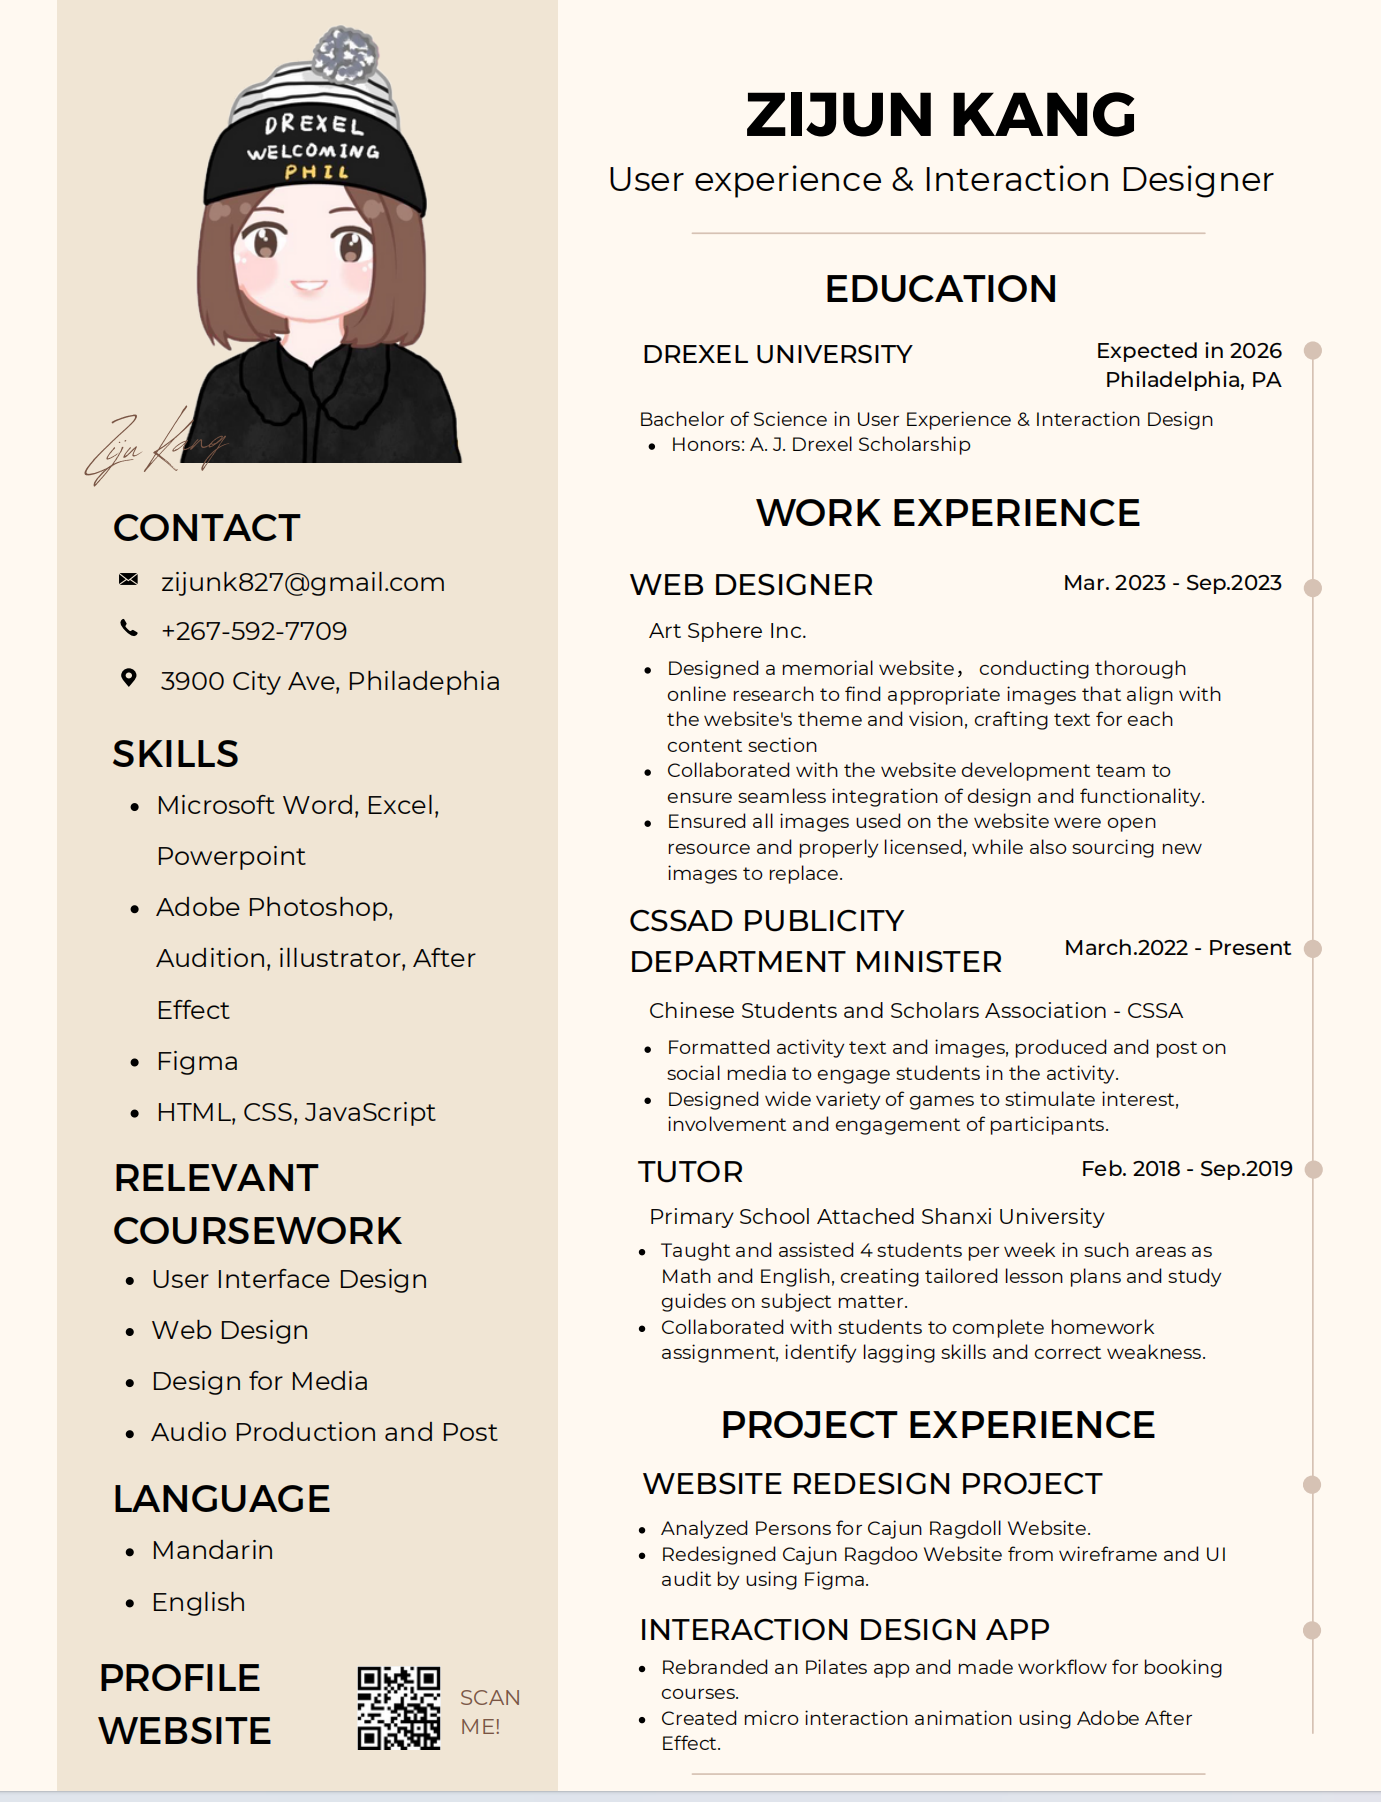 DREXEL
WELCOMING
PHIL
Ziju Kang
CONTACT
zijunk827@gmail.com
+267-592-7709
3900 City Ave, Philadephia
SKILLS
• Microsoft Word, Excel,
Powerpoint
• Adobe Photoshop,
Audition, illustrator, After
Effect
• Figma
• HTML, CSS, JavaScript
RELEVANT
COURSEWORK
• User Interface Design
• Web Design
• Design for Media
• Audio Production and Post
LANGUAGE
• Mandarin
• English
PROFILE
WEBSITE
SCAN
ME!
ZIJUN KANG
User experience & Interaction Designer
EDUCATION
DREXEL UNIVERSITY
Expected in 2026
Philadelphia, PA
Bachelor of Science in User Experience & Interaction Design
• Honors: A. J. Drexel Scholarship
WORK EXPERIENCE
WEB DESIGNER
Mar. 2023 - Sep.2023
Art Sphere Inc.
• Designed a memorial website， conducting thorough
online research to find appropriate images that align with
the website's theme and vision, crafting text for each
content section
• Collaborated with the website development team to
ensure seamless integration of design and functionality.
• Ensured all images used on the website were open
resource and properly licensed, while also sourcing new
images to replace.
CSSAD PUBLICITY
DEPARTMENT MINISTER
March.2022 - Present
Chinese Students and Scholars Association - CSSA
• Formatted activity text and images, produced and post on
social media to engage students in the activity.
• Designed wide variety of games to stimulate interest,
involvement and engagement of participants.
TUTOR
Feb. 2018 - Sep.2019
Primary School Attached Shanxi University
• Taught and assisted 4 students per week in such areas as
Math and English, creating tailored lesson plans and study
guides on subject matter.
• Collaborated with students to complete homework
assignment, identify lagging skills and correct weakness.
PROJECT EXPERIENCE
WEBSITE REDESIGN PROJECT
• Analyzed Persons for Cajun Ragdoll Website.
• Redesigned Cajun Ragdoo Website from wireframe and UI
audit by using Figma.
INTERACTION DESIGN APP
• Rebranded an Pilates app and made workflow for booking
courses.
• Created micro interaction animation using Adobe After
Effect.